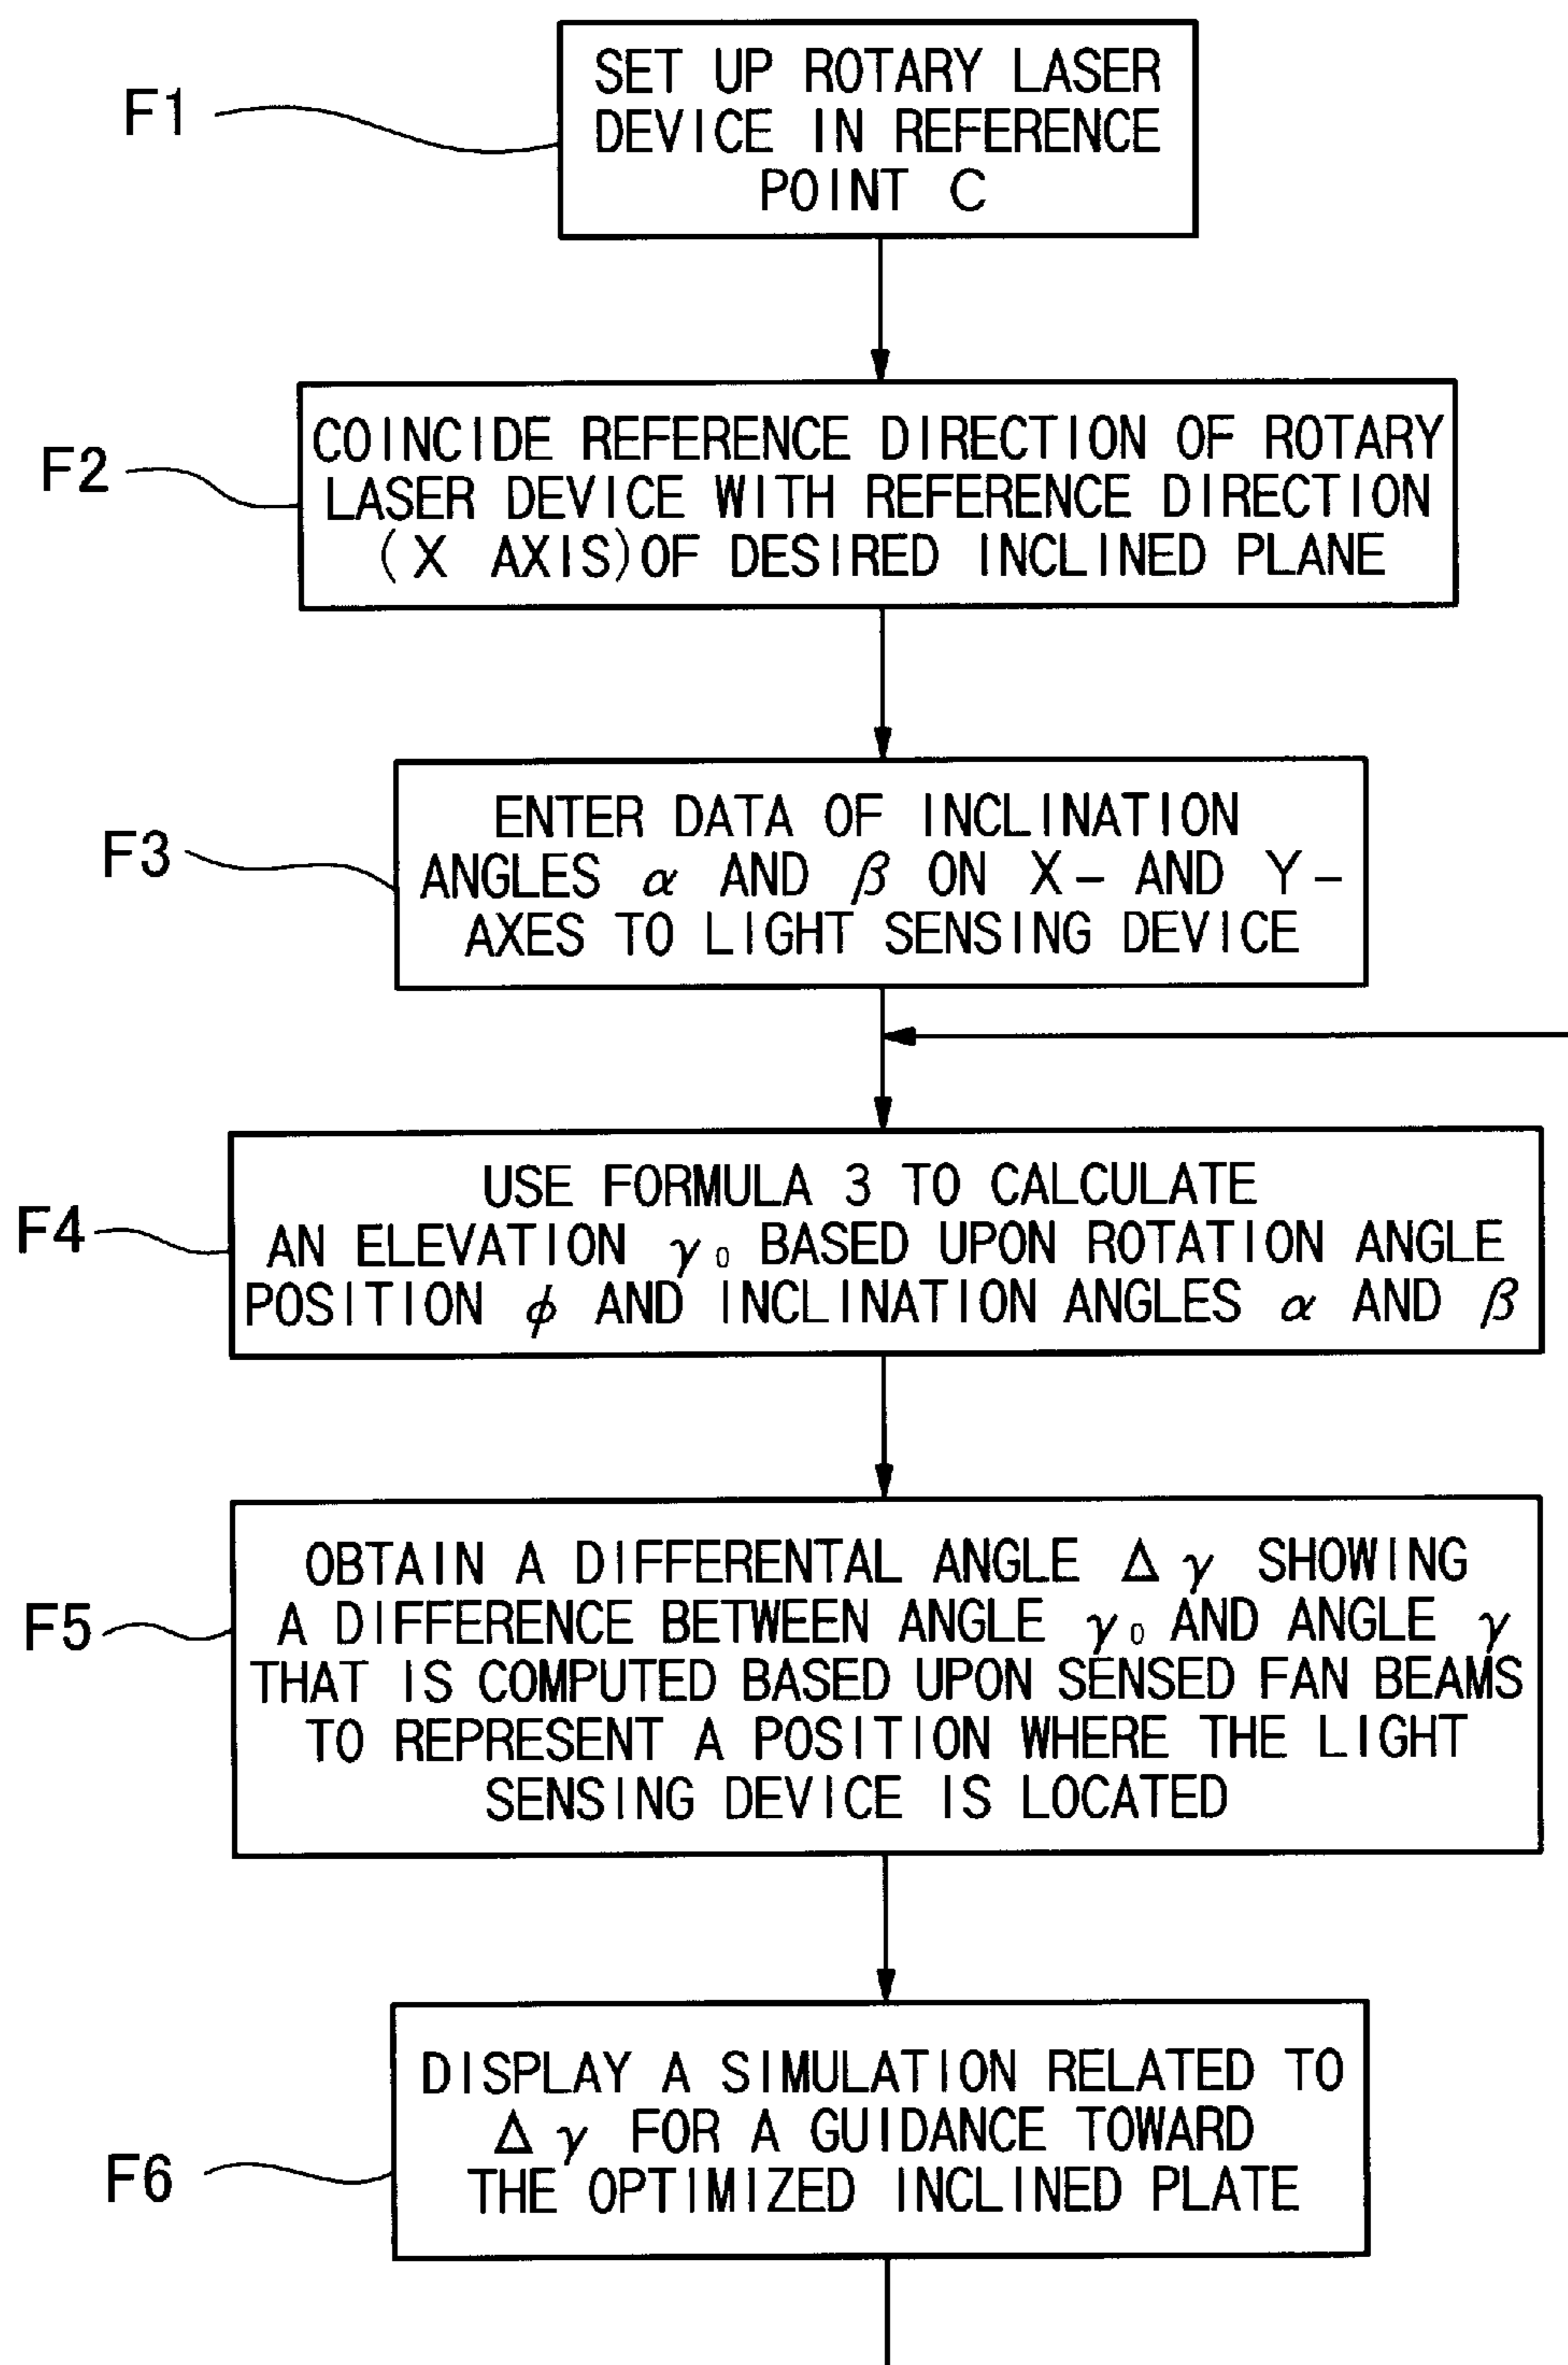 F1
SET UP ROTARY LASER
DEVICE IN REFERENCE
POINT C
F2
COINCIDE REFERENCE DIRECTION OF ROTARY
LASER DEVICE WITH REFERENCE DIRECTION
(X AXIS) OF DESIRED INCLINED PLANE
F3
ENTER DATA OF INCLINATION
ANGLES α AND β ON X- AND Y-
AXES TO LIGHT SENSING DEVICE
F4
USE FORMULA 3 TO CALCULATE
AN ELEVATION γ₀ BASED UPON ROTATION ANGLE
POSITION ϕ AND INCLINATION ANGLES α AND β
F5
OBTAIN A DIFFERENTAL ANGLE Δγ SHOWING
A DIFFERENCE BETWEEN ANGLE γ₀ AND ANGLE γ
THAT IS COMPUTED BASED UPON SENSED FAN BEAMS
TO REPRESENT A POSITION WHERE THE LIGHT
SENSING DEVICE IS LOCATED
F6
DISPLAY A SIMULATION RELATED TO
Δγ FOR A GUIDANCE TOWARD
THE OPTIMIZED INCLINED PLATE